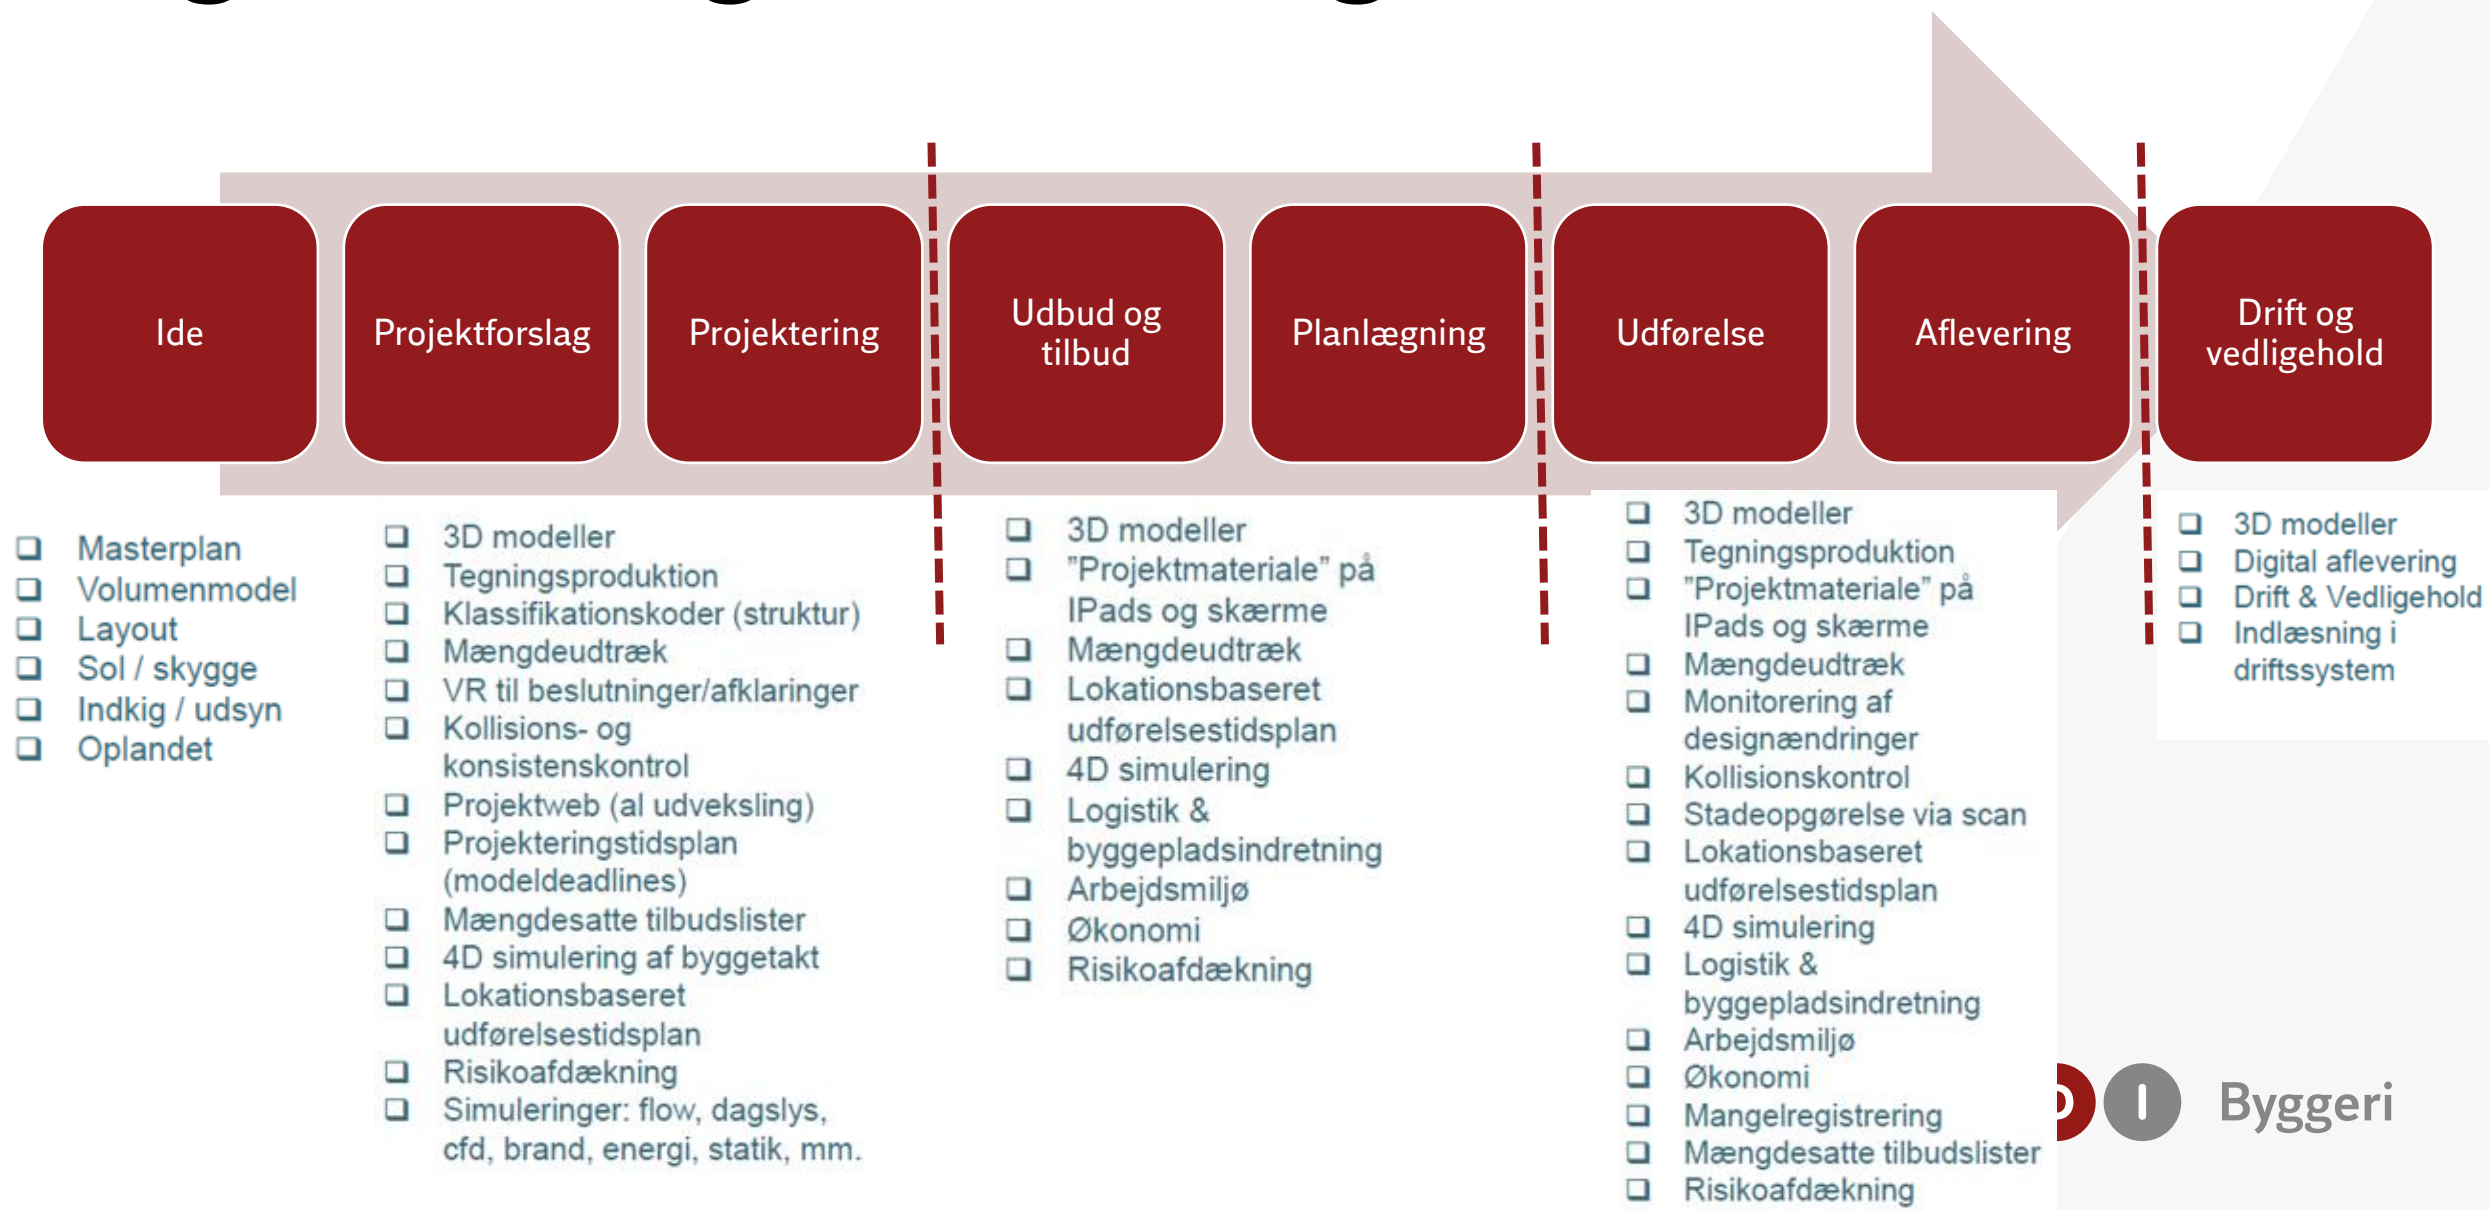 Ide
Projektforslag
Projektering
Udbud og
tilbud
Planlægning
Udførelse
Aflevering
Drift og
vedligehold
Masterplan
Volumenmodel
Layout
Sol / skygge
Indkig / udsyn
Oplandet
3D modeller
Tegningsproduktion
Klassifikationskoder (struktur)
Mængdeudtræk
VR til beslutninger/afklaringer
Kollisions- og
konsistenskontrol
Projektweb (al udveksling)
Projekteringstidsplan
(modeldeadlines)
Mængdesatte tilbudslister
4D simulering af byggetakt
Lokationsbaseret
udførelsestidsplan
Risikoafdækning
Simuleringer: flow, dagslys,
cfd, brand, energi, statik, mm.
3D modeller
"Projektmateriale" på
IPads og skærme
Mængdeudtræk
Lokationsbaseret
udførelsestidsplan
4D simulering
Logistik &
byggepladsindretning
Arbejdsmiljø
Økonomi
Risikoafdækning
3D modeller
Tegningsproduktion
"Projektmateriale" på
IPads og skærme
Mængdeudtræk
Monitorering af
designændringer
Kollisionskontrol
Stadeopgørelse via scan
Lokationsbaseret
udførelsestidsplan
4D simulering
Logistik &
byggepladsindretning
Arbejdsmiljø
Økonomi
Mangelregistrering
Mængdesatte tilbudslister
Risikoafdækning
3D modeller
Digital aflevering
Drift & Vedligehold
Indlæsning i
driftssystem
DI Byggeri